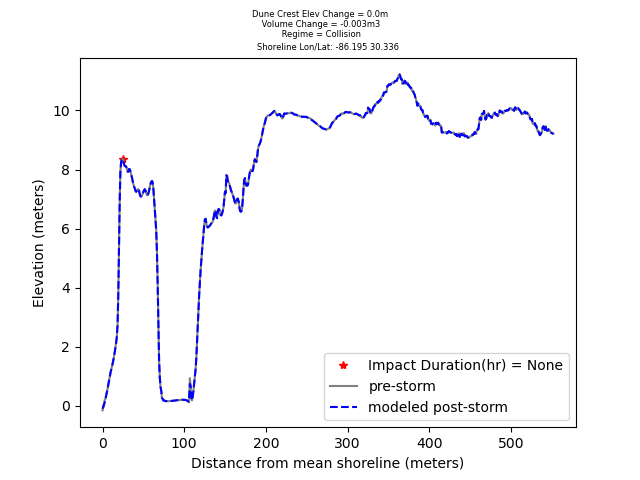 Dune Crest Elev Change = 0.0m
Volume Change = -0.003m3
Regime = Collision
Shoreline Lon/Lat: -86.195 30.336
Elevation (meters)
10
8
6
4
2
0
Impact Duration(hr) = None
pre-storm
modeled post-storm
0 100 200 300 400 500
Distance from mean shoreline (meters)